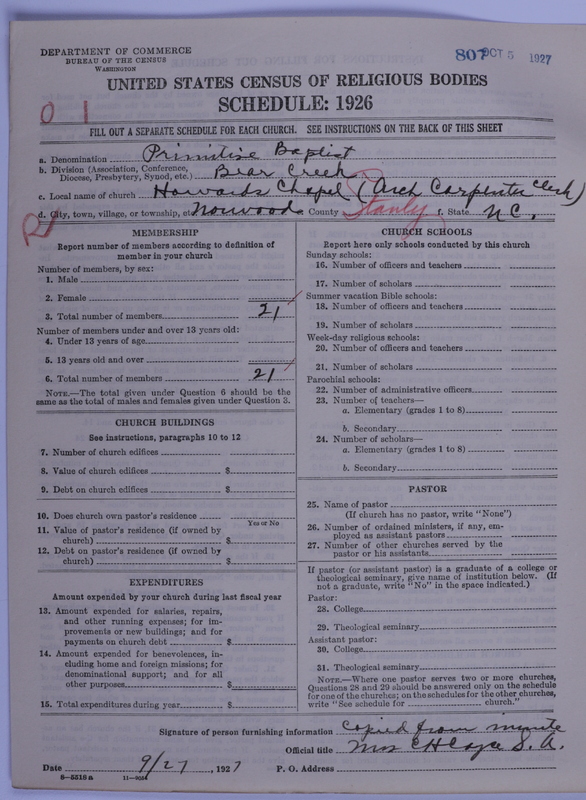 DEPARTMENT OF COMMERCE
BUREAU OF THE CENSUS
WASHINGTON
807 OCT 5 1927
UNITED STATES CENSUS OF RELIGIOUS BODIES
SCHEDULE: 1926
0 1
FILL OUT A SEPARATE SCHEDULE FOR EACH CHURCH. SEE INSTRUCTIONS ON THE BACK OF THIS SHEET
a. Denomination Primitive Baptist
b. Division (Association, Conference, Diocese, Presbytery, Synod, etc.) Bear Creek
c. Local name of church Howards Chapel (Arch Carpenter Clerk)
d. City, town, village, or township, etc. Norwood County Stanly f. State N.C.
R
MEMBERSHIP
Report number of members according to definition of
member in your church
Number of members, by sex:
1. Male
2. Female
3. Total number of members 21
Number of members under and over 13 years old:
4. Under 13 years of age
5. 13 years old and over
6. Total number of members 21
NOTE.—The total given under Question 6 should be the
same as the total of males and females given under Question 3.
CHURCH BUILDINGS
See instructions, paragraphs 10 to 12
7. Number of church edifices
8. Value of church edifices $
9. Debt on church edifices $
10. Does church own pastor's residence
Yes or No
11. Value of pastor's residence (if owned by
church) $
12. Debt on pastor's residence (if owned by
church) $
EXPENDITURES
Amount expended by your church during last fiscal year
13. Amount expended for salaries, repairs,
and other running expenses; for im-
provements or new buildings; and for
payments on church debt $
14. Amount expended for benevolences, in-
cluding home and foreign missions; for
denominational support; and for all
other purposes $
15. Total expenditures during year $
CHURCH SCHOOLS
Report here only schools conducted by this church
Sunday schools:
16. Number of officers and teachers
17. Number of scholars
Summer vacation Bible schools:
18. Number of officers and teachers
19. Number of scholars
Week-day religious schools:
20. Number of officers and teachers
21. Number of scholars
Parochial schools:
22. Number of administrative officers
23. Number of teachers—
a. Elementary (grades 1 to 8)
b. Secondary
24. Number of scholars—
a. Elementary (grades 1 to 8)
b. Secondary
PASTOR
25. Name of pastor
(If church has no pastor, write "None")
26. Number of ordained ministers, if any, em-
ployed as assistant pastors
27. Number of other churches served by the
pastor or his assistants
If pastor (or assistant pastor) is a graduate of a college or
theological seminary, give name of institution below. (If
not a graduate, write "No" in the space indicated.)
Pastor:
28. College
29. Theological seminary
Assistant pastor:
30. College
31. Theological seminary
NOTE.—Where one pastor serves two or more churches,
Questions 28 and 29 should be answered only on the schedule
for one of the churches; on the schedules for the other churches,
write "See schedule for church."
Signature of person furnishing information Copied from minute
Official title Mrs C H S. A.
Date 9/27, 1927 P. O. Address
8-5518a 11-9054